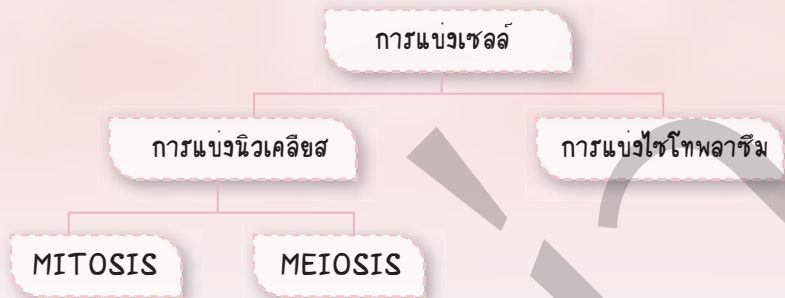 การแบ่งเซลล์
การแบ่งนิวเคลียส
การแบ่งไซโทพลาซึม
MITOSIS
MEIOSIS